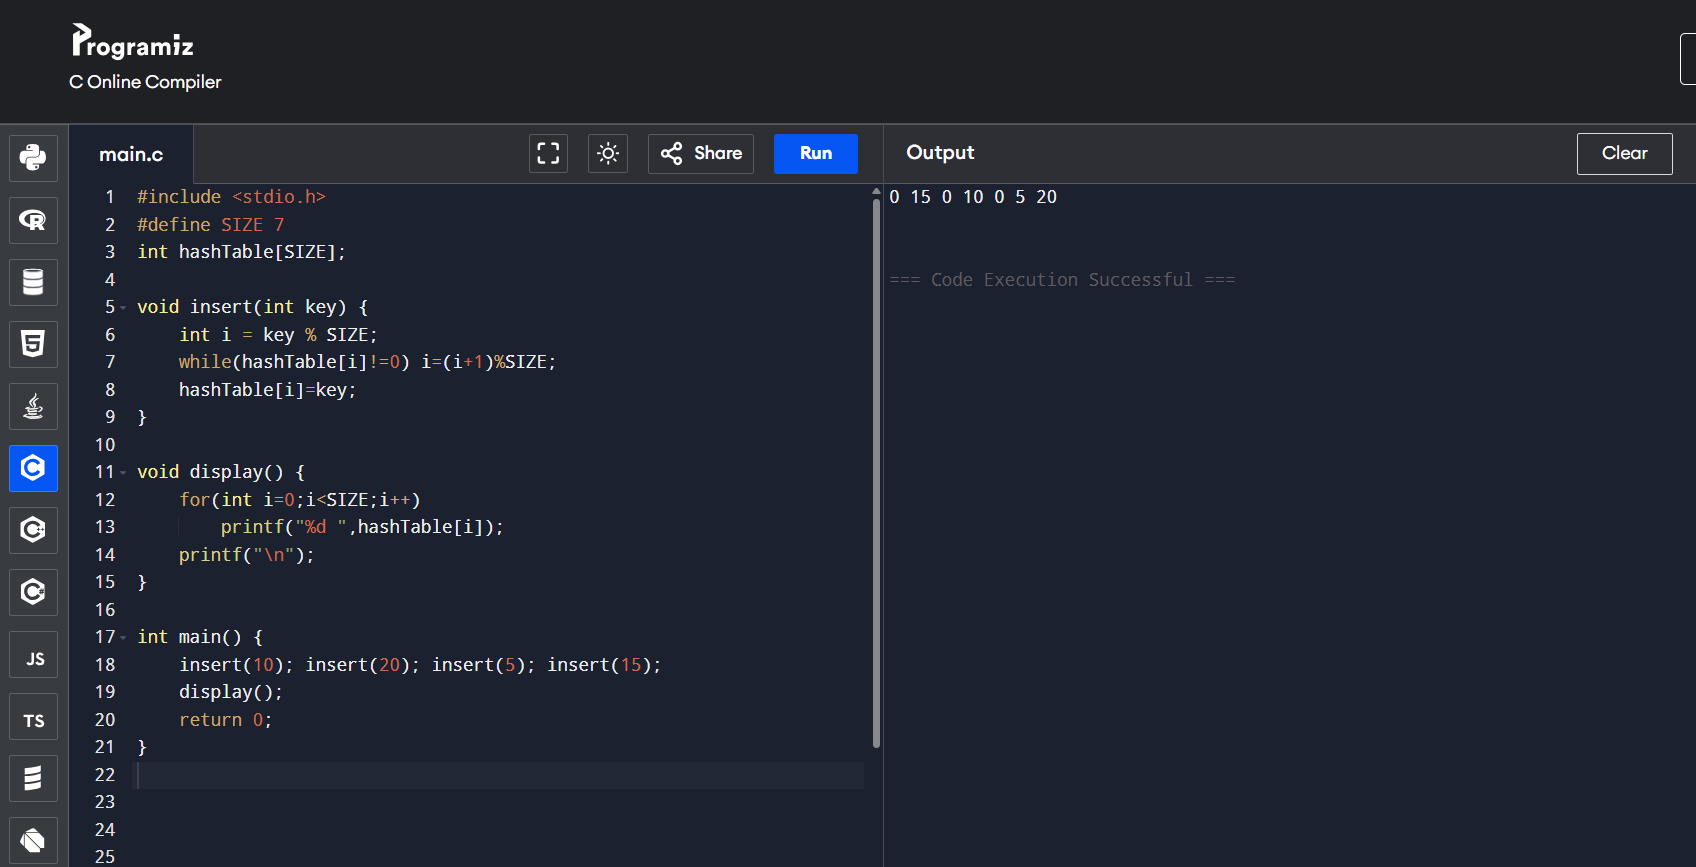 Programiz
C Online Compiler
main.c
Share
Run
Output
Clear
1 #include <stdio.h>
2 #define SIZE 7
3 int hashTable[SIZE];
4
5 void insert(int key) {
6     int i = key % SIZE;
7     while(hashTable[i]!=0) i=(i+1)%SIZE;
8     hashTable[i]=key;
9 }
10
11 void display() {
12     for(int i=0;i<SIZE;i++)
13         printf("%d ",hashTable[i]);
14     printf("\n");
15 }
16
17 int main() {
18     insert(10); insert(20); insert(5); insert(15);
19     display();
20     return 0;
21 }
22
23
24
25
0 15 0 10 0 5 20
=== Code Execution Successful ===
R
5
C
C
C
JS
TS